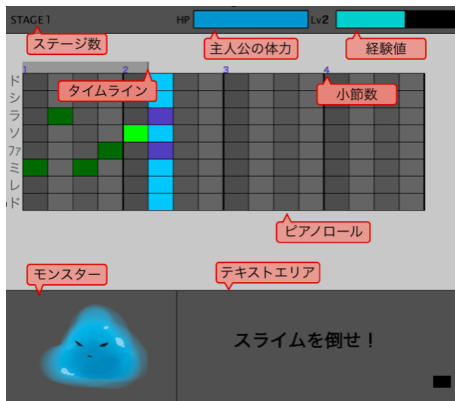 STAGE1
HP
Lv2
ステージ数
主人公の体力
経験値
1
2
3
4
タイムライン
小節数
ド
シ
ラ
ソ
ファ
ミ
レ
ド
ピアノロール
モンスター
テキストエリア
スライムを倒せ！